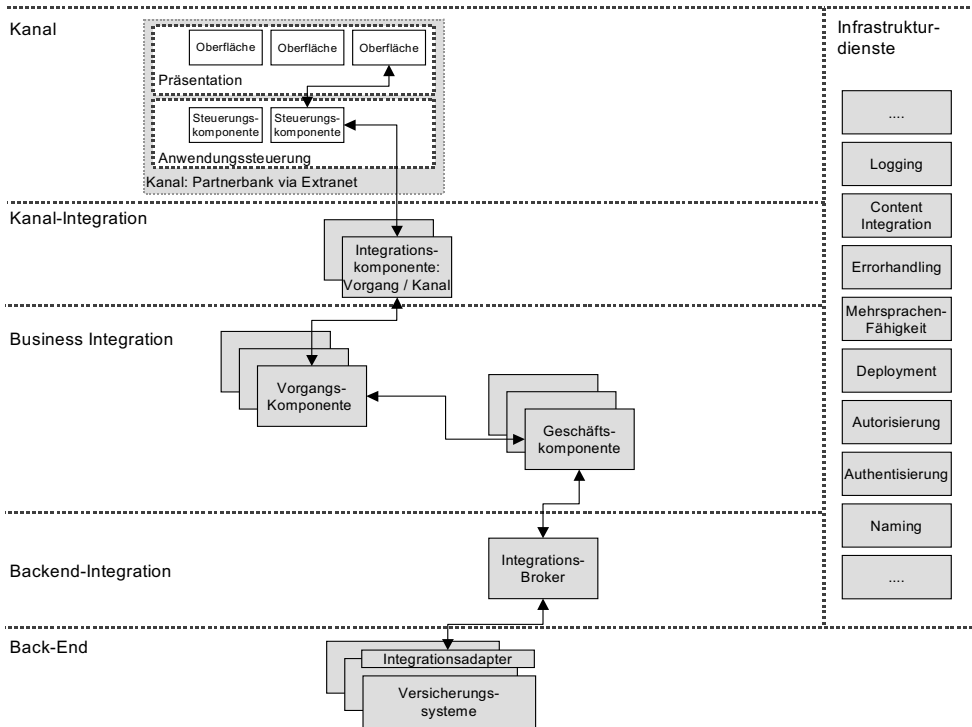 Kanal
Oberfläche
Oberfläche
Oberfläche
Präsentation
Steuerungs-
komponente
Steuerungs-
komponente
Anwendungssteuerung
Kanal: Partnerbank via Extranet
Kanal-Integration
Integrations-
komponente:
Vorgang / Kanal
Business Integration
Vorgangs-
Komponente
Geschäfts-
komponente
Backend-Integration
Integrations-
Broker
Back-End
Integrationsadapter
Versicherungs-
systeme
Infrastruktur-
dienste
....
Logging
Content
Integration
Errorhandling
Mehrsprachen-
Fähigkeit
Deployment
Autorisierung
Authentisierung
Naming
....